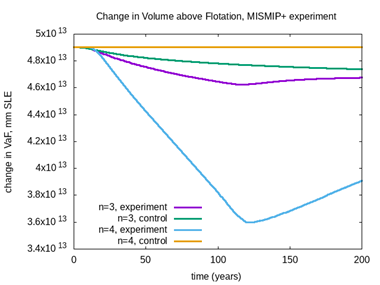 Change in Volume above Flotation, MISMIP+ experiment
5x10 13
4.8x10 13
4.6x10 13
4.4x10 13
4.2x10 13
4x10 13
3.8x10 13
3.6x10 13
3.4x10 13
change in VaF, mm SLE
n=3, experiment
n=3, control
n=4, experiment
n=4, control
0 50 100 150 200
time (years)